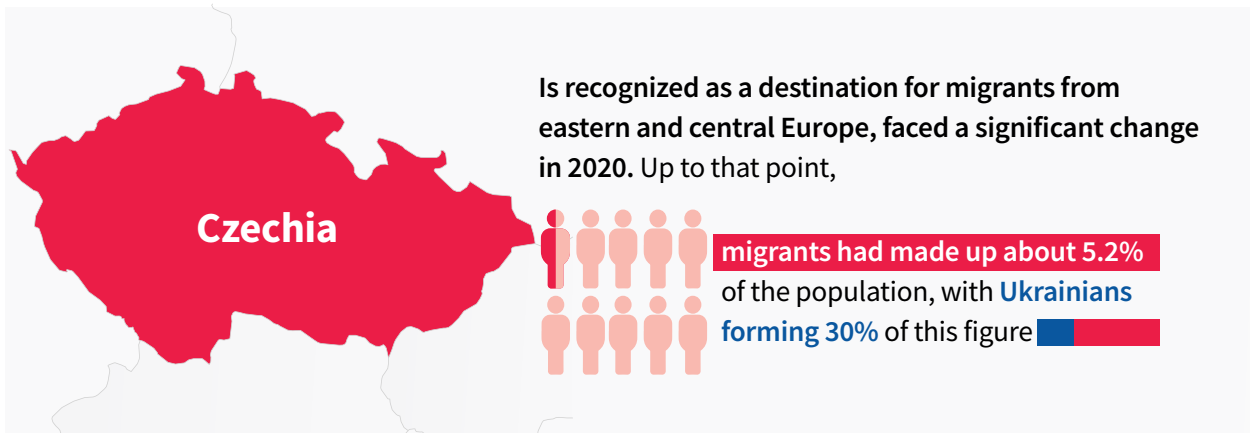 Czechia
Is recognized as a destination for migrants from
eastern and central Europe, faced a significant change
in 2020. Up to that point,
migrants had made up about 5.2%
of the population, with Ukrainians
forming 30% of this figure